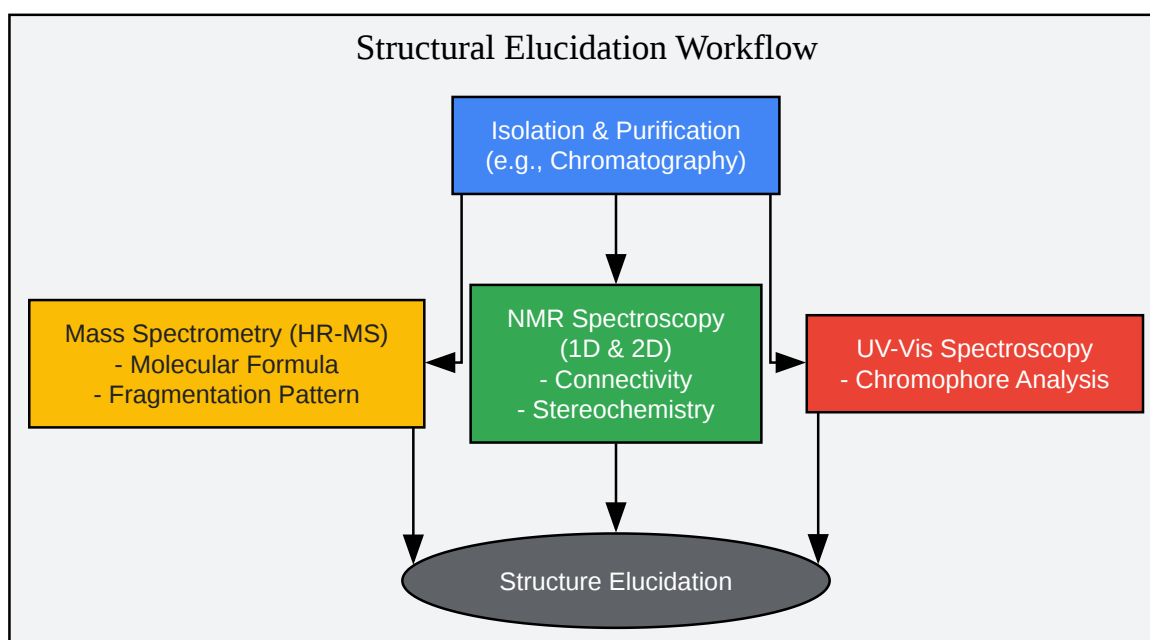 Structural Elucidation Workflow
Isolation & Purification
(e.g., Chromatography)
Mass Spectrometry (HR-MS)
- Molecular Formula
- Fragmentation Pattern
NMR Spectroscopy
(1D & 2D)
- Connectivity
- Stereochemistry
UV-Vis Spectroscopy
- Chromophore Analysis
Structure Elucidation